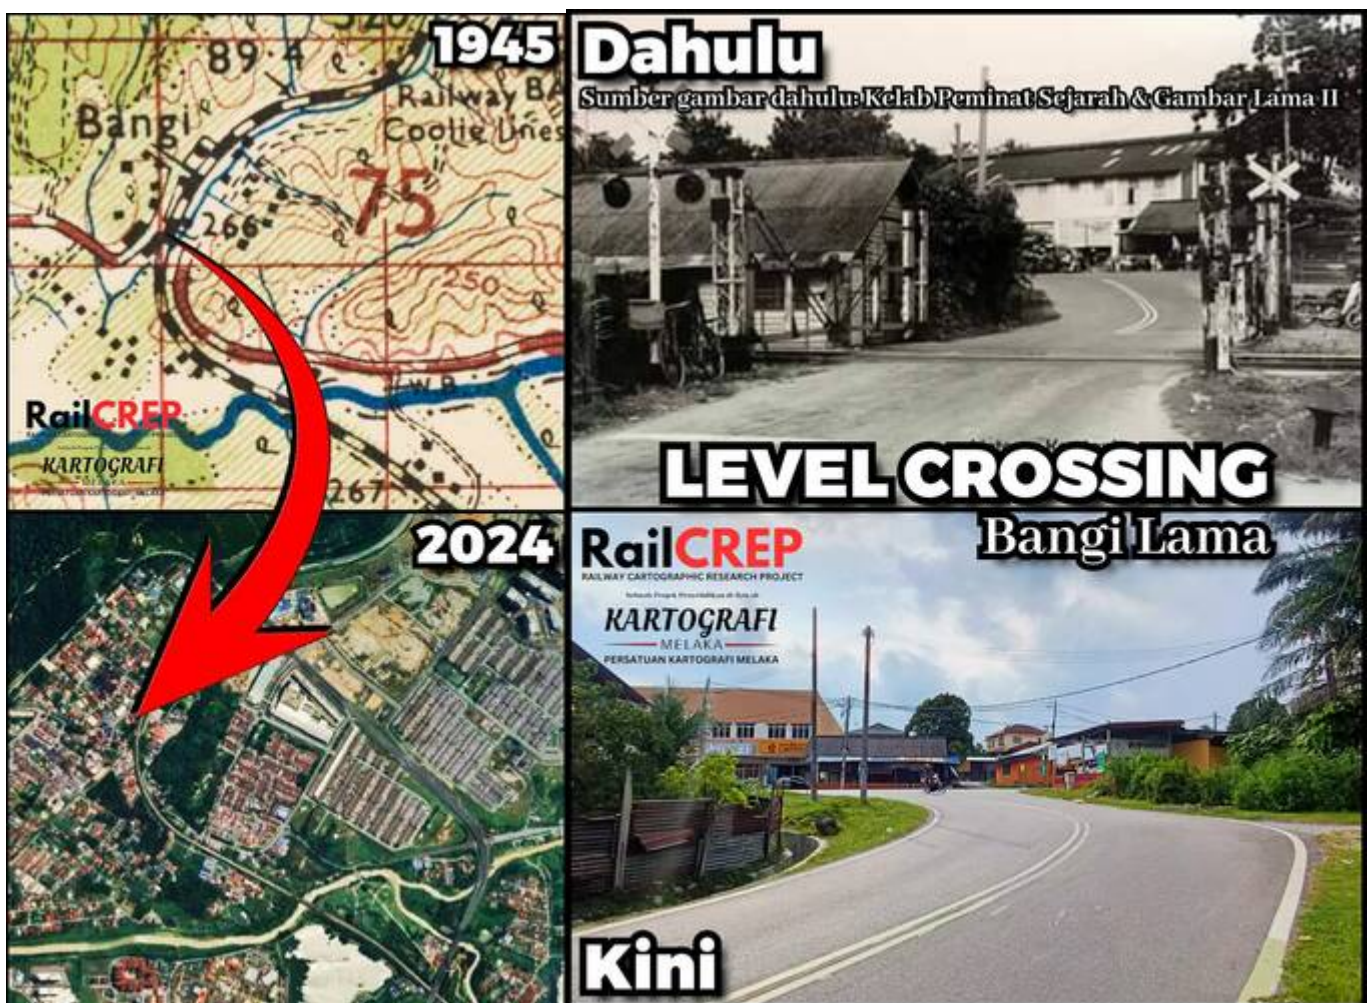 1945
89·4
Railway
Coolie Lines
BA
Bangi
75
266
250
W.P.
RailCREP
KARTOGRAFI
267
Dahulu
Sumber gambar dahulu: Kelab Peminat Sejarah & Gambar Lama II
LEVEL CROSSING
Bangi Lama
2024
RailCREP
RAILWAY CARTOGRAPHIC RESEARCH PROJECT
KARTOGRAFI
MELAKA
PERSATUAN KARTOGRAFI MELAKA
Kini